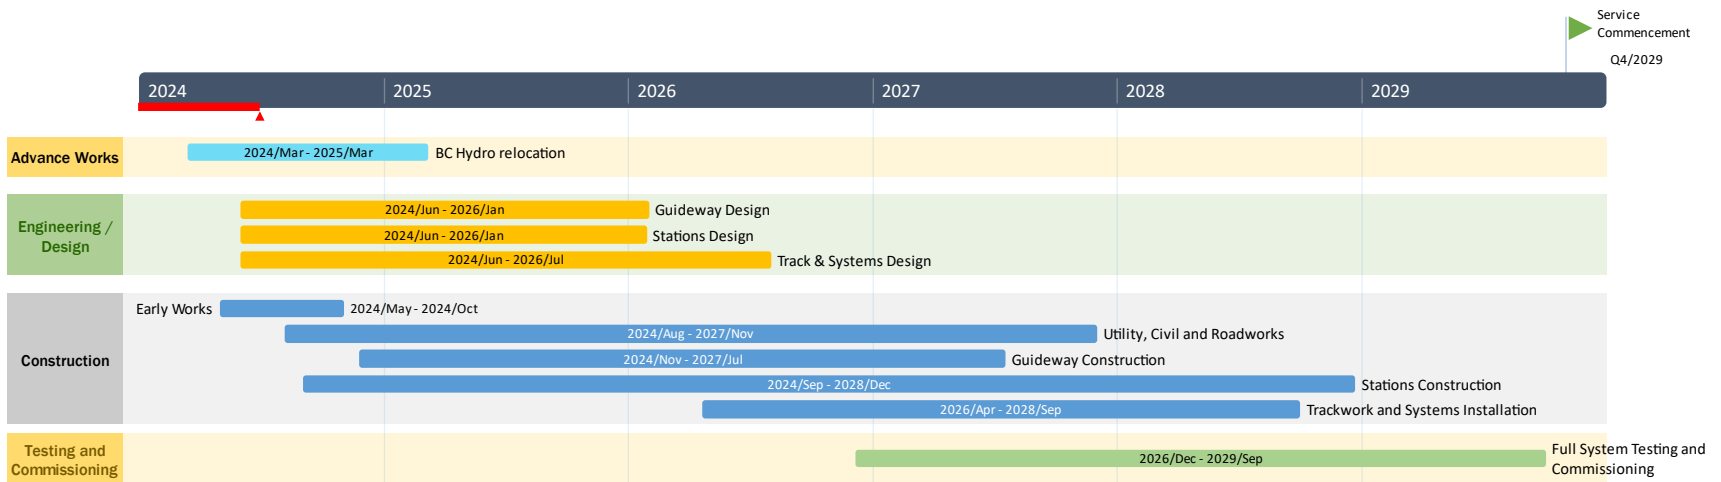 Service
Commencement
Q4/2029
2024
2025
2026
2027
2028
2029
Advance Works
2024/Mar - 2025/Mar
BC Hydro relocation
Engineering /
Design
2024/Jun - 2026/Jan
Guideway Design
2024/Jun - 2026/Jan
Stations Design
2024/Jun - 2026/Jul
Track & Systems Design
Construction
Early Works
2024/May - 2024/Oct
2024/Aug - 2027/Nov
Utility, Civil and Roadworks
2024/Nov - 2027/Jul
Guideway Construction
2024/Sep - 2028/Dec
Stations Construction
2026/Apr - 2028/Sep
Trackwork and Systems Installation
Testing and
Commissioning
2026/Dec - 2029/Sep
Full System Testing and
Commissioning